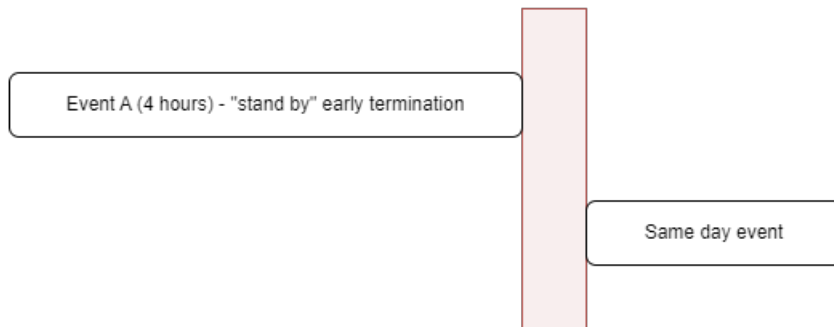 Event A (4 hours) - "stand by" early termination
Same day event